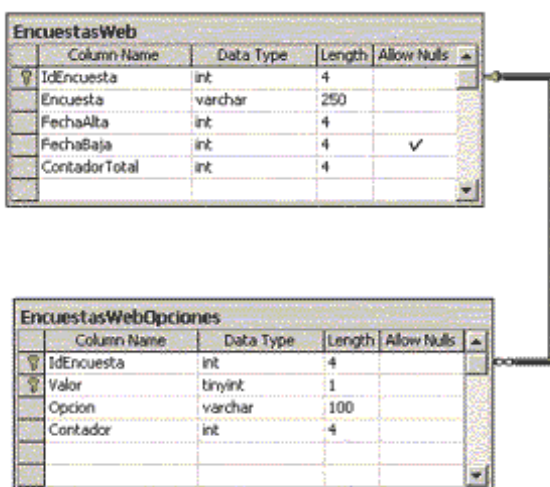 EncuestasWeb
Column Name Data Type Length Allow Nulls
IdEncuesta int 4
Encuesta varchar 250
FechaAlta int 4
FechaBaja int 4 ✓
ContadorTotal int 4
EncuestasWebOpciones
Column Name Data Type Length Allow Nulls
IdEncuesta int 4
Valor tinyint 1
Opcion varchar 100
Contador int 4